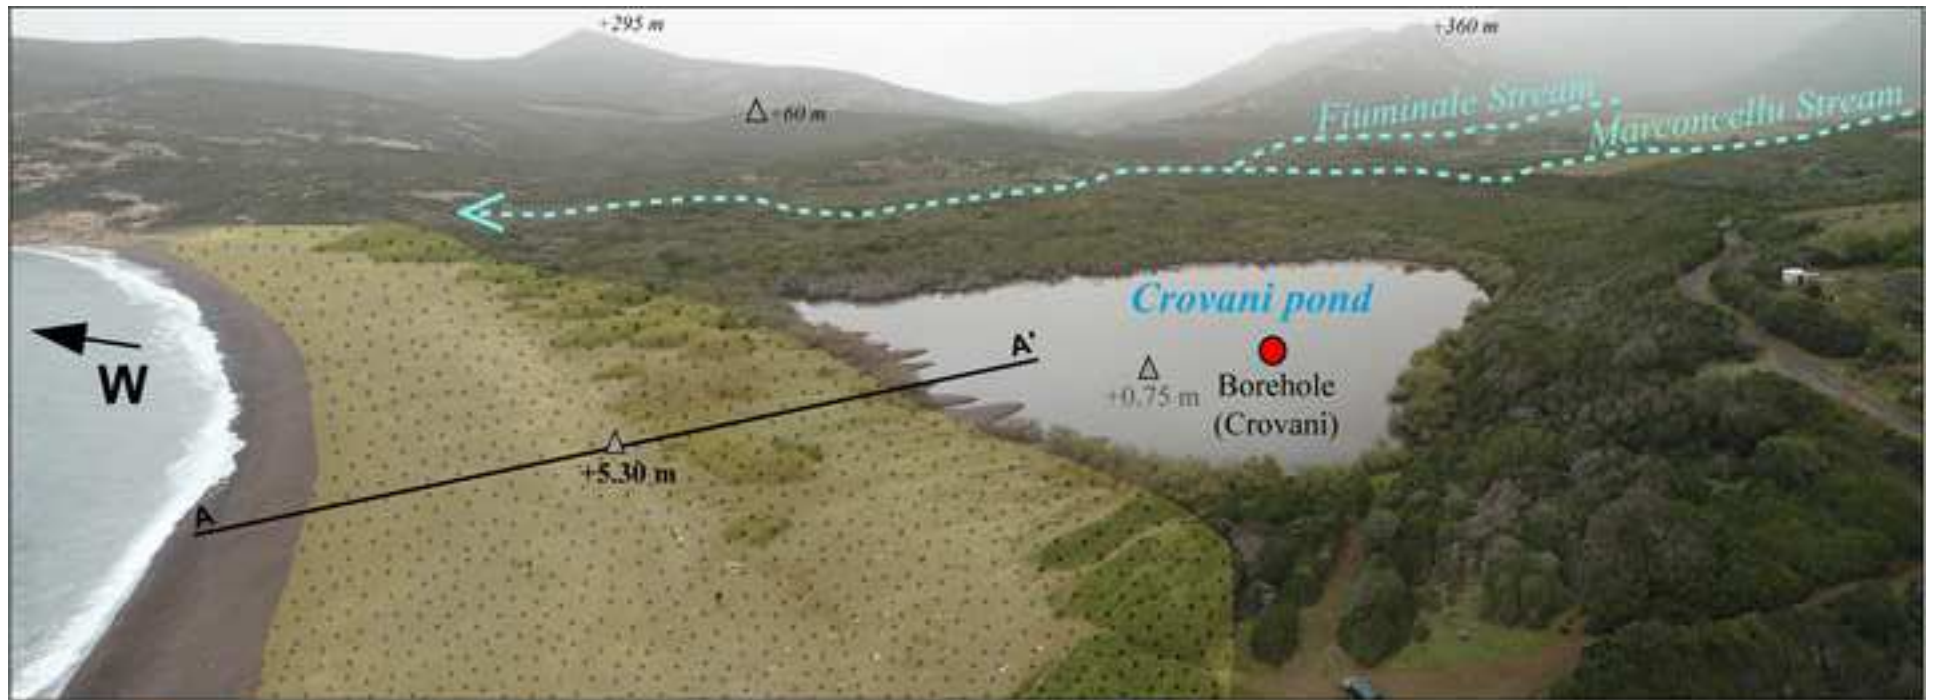 +295 m
+360 m
+60 m
Fiuminale Stream
Marconcellu Stream
Crovani pond
W
A'
+0.75 m
Borehole
(Crovani)
+5.30 m
A